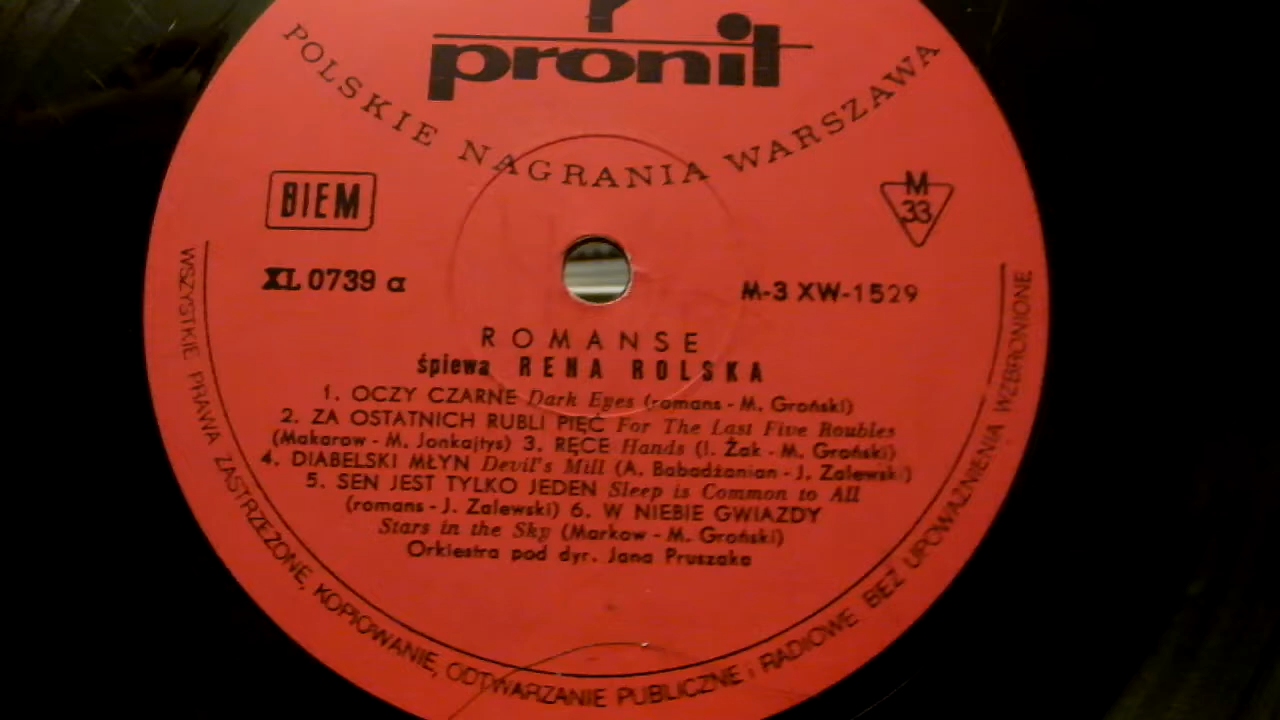 pronit
POLSKIE NAGRANIA WARSZAWA
BIEM
M
33
XL 0739 α
M-3 XW-1529
ROMANSE
śpiewa RENA ROLSKA
1. OCZY CZARNE Dark Eyes (romans - M. Groński)
2. ZA OSTATNICH RUBLI PIĘĆ For The Last Five Roubles
(Makarow - M. Jonkajtys) 3. RĘCE Hands (I. Żak - M. Groński)
4. DIABELSKI MŁYN Devil's Mill (A. Babadżanian - J. Zalewski)
5. SEN JEST TYLKO JEDEN Sleep is Common to All
(romans - J. Zalewski) 6. W NIEBIE GWIAZDY
Stars in the Sky (Markow - M. Groński)
Orkiestra pod dyr. Jana Pruszaka
WSZYSTKIE PRAWA ZASTRZEŻONE, KOPIOWANIE, ODTWARZANIE PUBLICZNE i RADIOWE BEZ UPOWAŻNIENIA WZBRONIONE